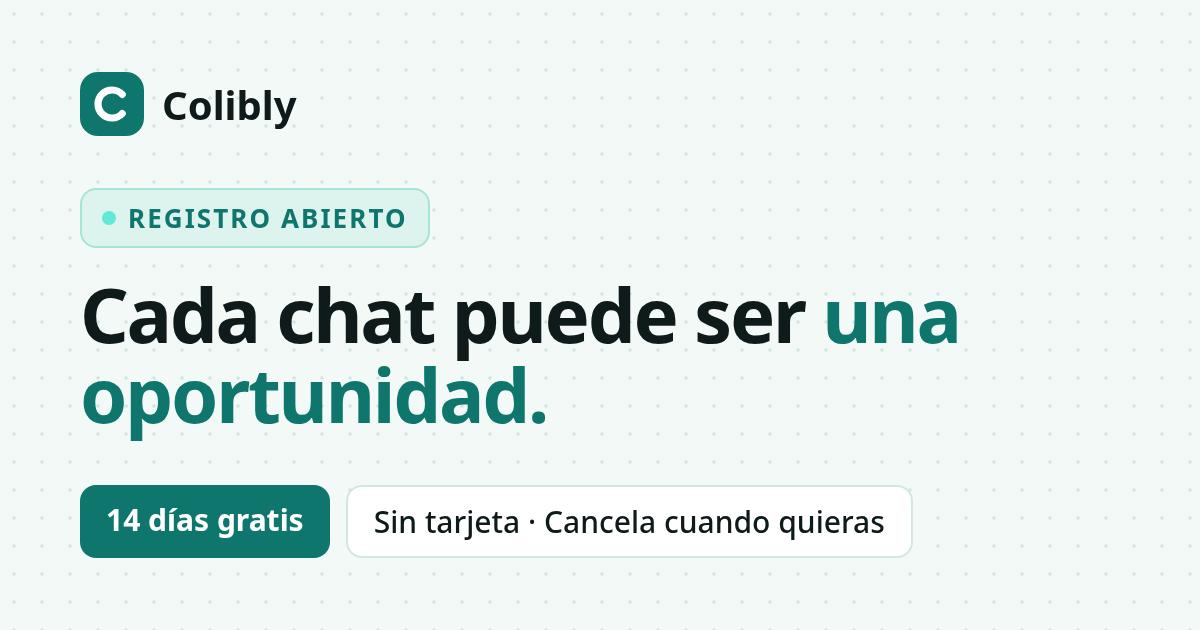 Colibly
REGISTRO ABIERTO
Cada chat puede ser una
oportunidad.
14 días gratis
Sin tarjeta · Cancela cuando quieras